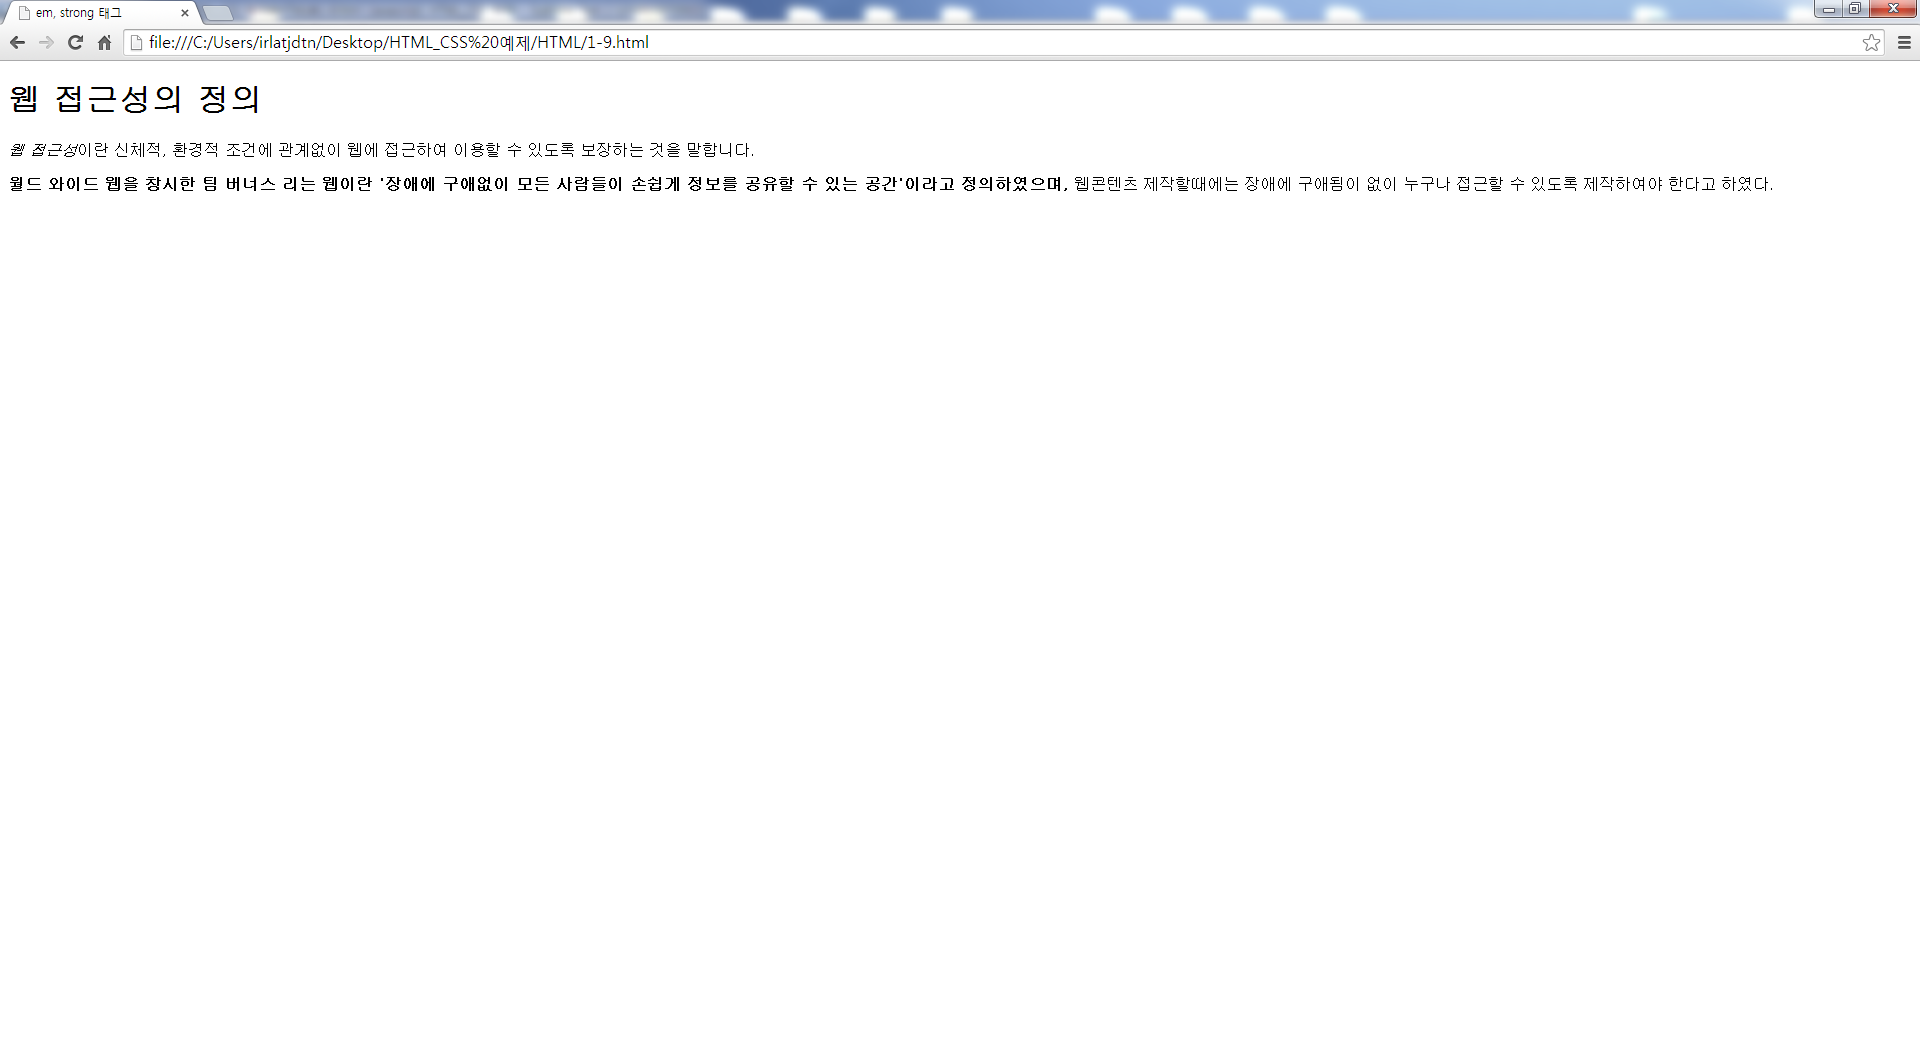 em, strong 태그
file:///C:/Users/irlatjdtn/Desktop/HTML_CSS%20예제/HTML/1-9.html
웹 접근성의 정의
웹 접근성이란 신체적, 환경적 조건에 관계없이 웹에 접근하여 이용할 수 있도록 보장하는 것을 말합니다.
월드 와이드 웹을 창시한 팀 버너스 리는 웹이란 '장애에 구애없이 모든 사람들이 손쉽게 정보를 공유할 수 있는 공간'이라고 정의하였으며, 웹콘텐츠 제작할때에는 장애에 구애됨이 없이 누구나 접근할 수 있도록 제작하여야 한다고 하였다.